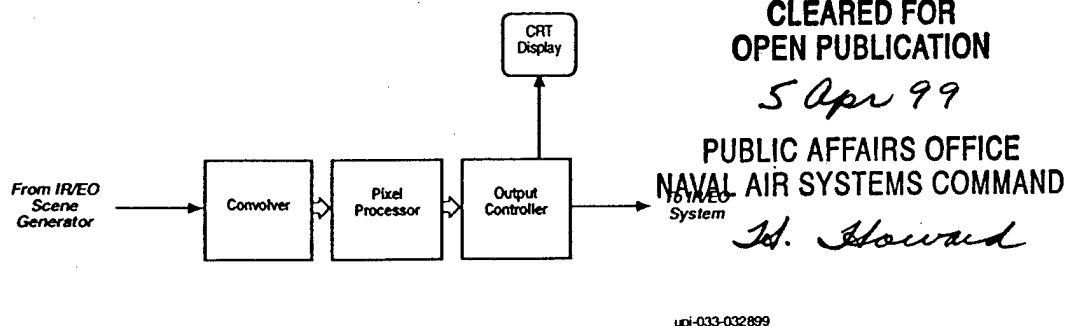 CLEARED FOR
OPEN PUBLICATION
5 Apr 99
PUBLIC AFFAIRS OFFICE
NAVAL AIR SYSTEMS COMMAND
H. Howard
CRT
Display
From IR/EO
Scene
Generator
Convolver
Pixel
Processor
Output
Controller
To IR/EO
System
upi-033-032899